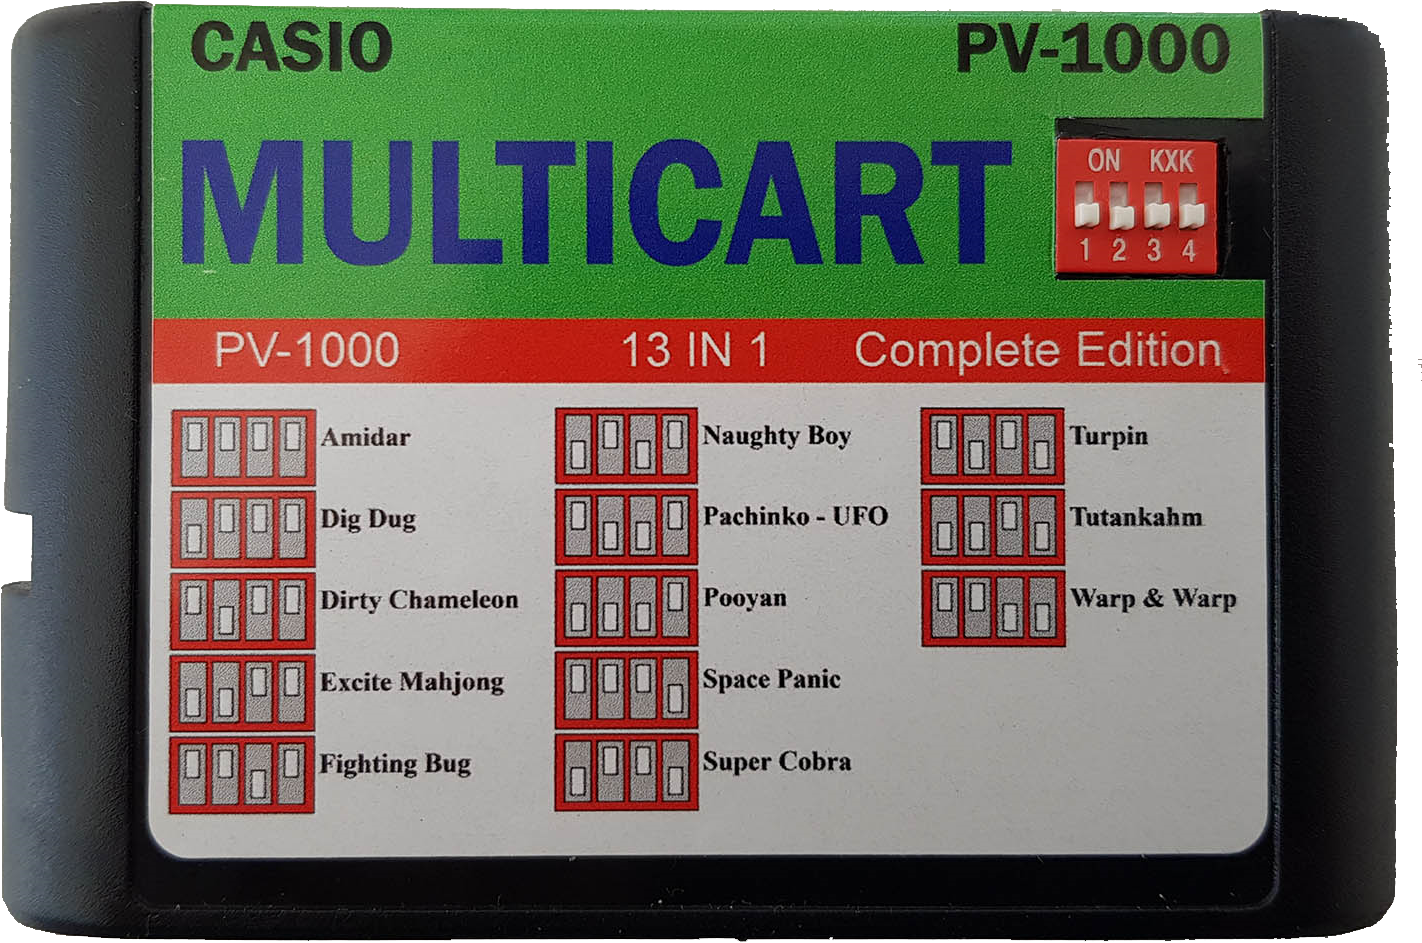 CASIO PV-1000
MULTICART
ON KXK
1 2 3 4
PV-1000 13 IN 1 Complete Edition
Amidar
Dig Dug
Dirty Chameleon
Excite Mahjong
Fighting Bug
Naughty Boy
Pachinko - UFO
Pooyan
Space Panic
Super Cobra
Turpin
Tutankahm
Warp & Warp